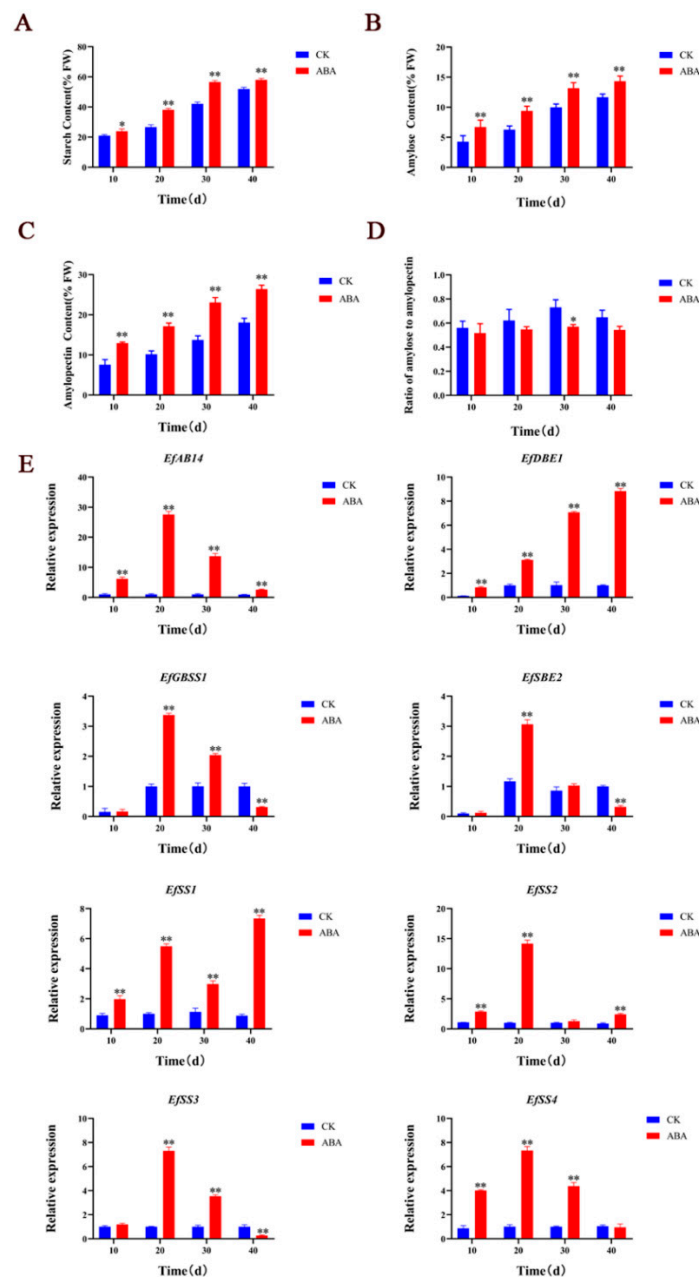 A
Starch Content(% FW)
80
60
40
20
0
*
**
**
**
10 20 30 40
Time(d)
CK
ABA
B
Amylose Content(% FW)
20
15
10
5
0
**
**
**
**
10 20 30 40
Time(d)
CK
ABA
C
Amylopectin Content(% FW)
30
20
10
0
**
**
**
**
10 20 30 40
Time(d)
CK
ABA
D
Ratio of amylose to amylopectin
1.0
0.8
0.6
0.4
0.2
0.0
*
10 20 30 40
Time(d)
CK
ABA
E
EfAB14
Relative expression
40
30
20
10
0
**
**
**
**
10 20 30 40
Time(d)
CK
ABA
EfDBE1
Relative expression
10
8
6
4
2
0
**
**
**
**
10 20 30 40
Time(d)
CK
ABA
EfGBSS1
Relative expression
4
3
2
1
0
**
**
**
10 20 30 40
Time(d)
CK
ABA
EfSBE2
Relative expression
4
3
2
1
0
**
**
10 20 30 40
Time(d)
CK
ABA
EfSS1
Relative expression
8
6
4
2
0
**
**
**
**
10 20 30 40
Time(d)
CK
ABA
EfSS2
Relative expression
20
15
10
5
0
**
**
**
10 20 30 40
Time(d)
CK
ABA
EfSS3
Relative expression
10
8
6
4
2
0
**
**
**
10 20 30 40
Time(d)
CK
ABA
EfSS4
Relative expression
10
8
6
4
2
0
**
**
**
10 20 30 40
Time(d)
CK
ABA